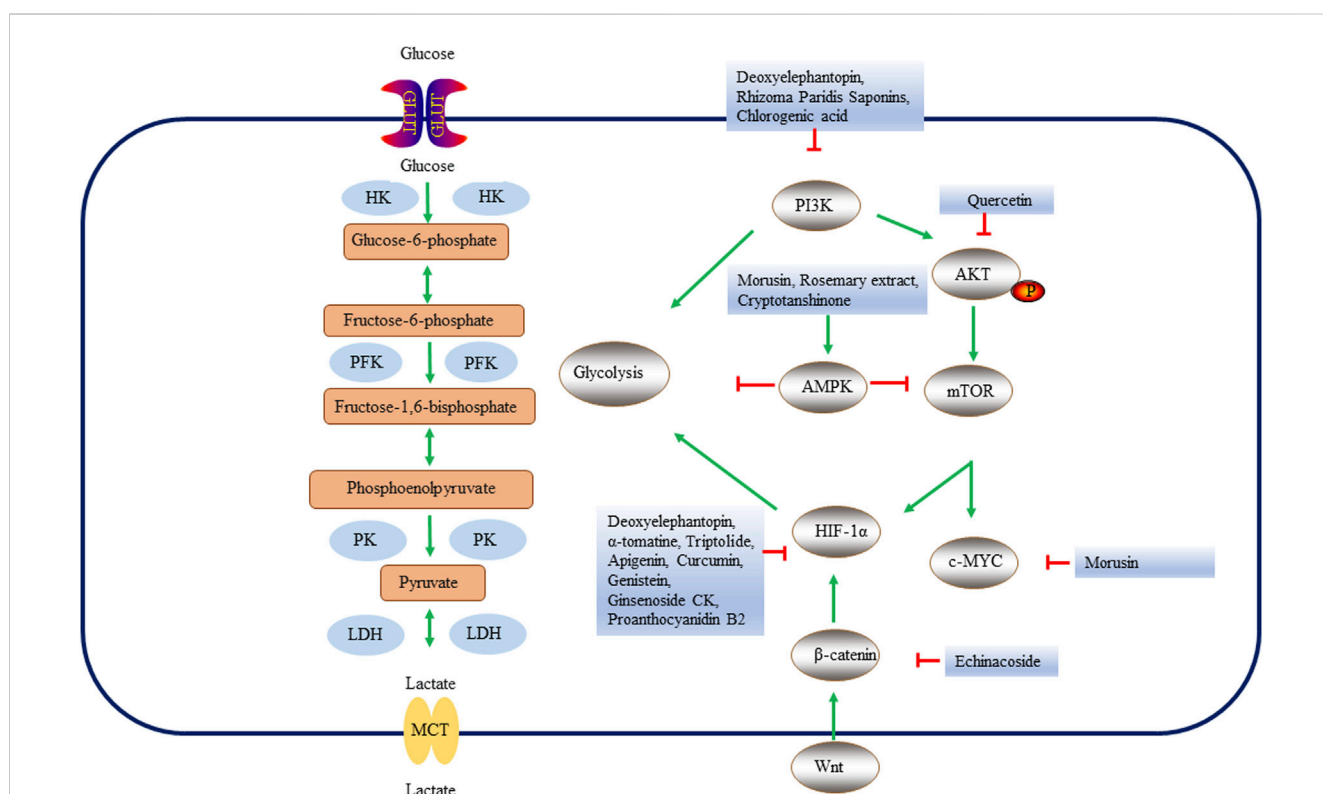 Glucose
GLUT
GLUT
Glucose
HK
HK
Glucose-6-phosphate
Fructose-6-phosphate
PFK
PFK
Fructose-1,6-bisphosphate
Phosphoenolpyruvate
PK
PK
Pyruvate
LDH
LDH
Lactate
MCT
Lactate
Deoxyelephantopin,
Rhizoma Paridis Saponins,
Chlorogenic acid
PI3K
Quercetin
AKT
P
Morusin, Rosemary extract,
Cryptotanshinone
Glycolysis
AMPK
mTOR
Deoxyelephantopin,
α-tomatine, Triptolide,
Apigenin, Curcumin,
Genistein,
Ginsenoside CK,
Proanthocyanidin B2
HIF-1α
c-MYC
Morusin
β-catenin
Echinacoside
Wnt